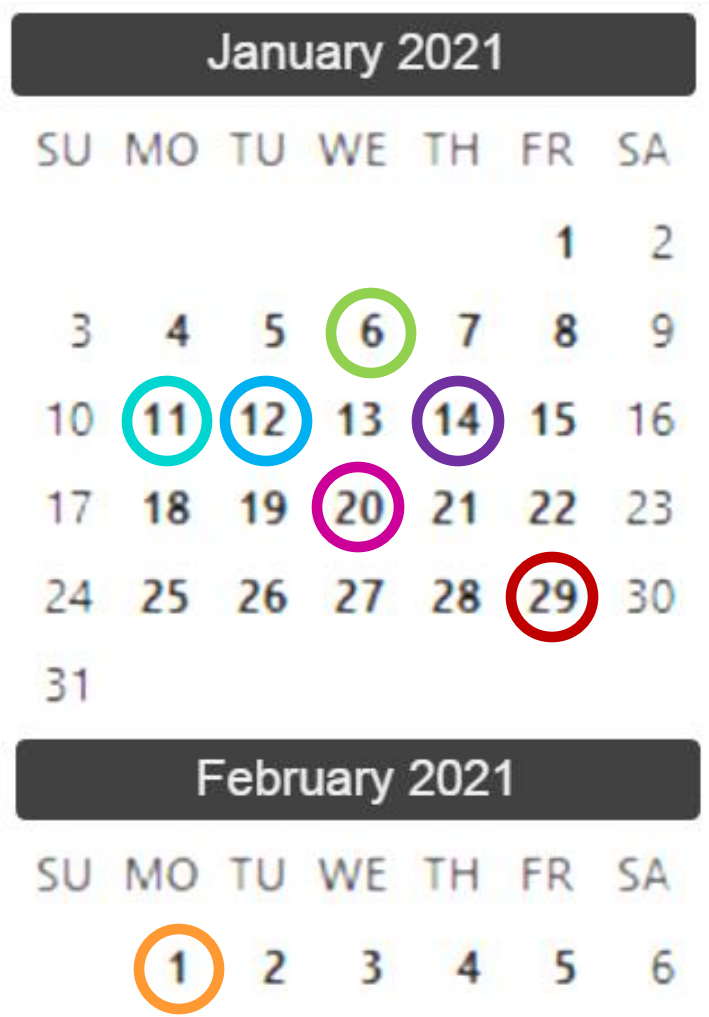 January 2021
SU MO TU WE TH FR SA
1 2
3 4 5 6 7 8 9
10 11 12 13 14 15 16
17 18 19 20 21 22 23
24 25 26 27 28 29 30
31
February 2021
SU MO TU WE TH FR SA
1 2 3 4 5 6